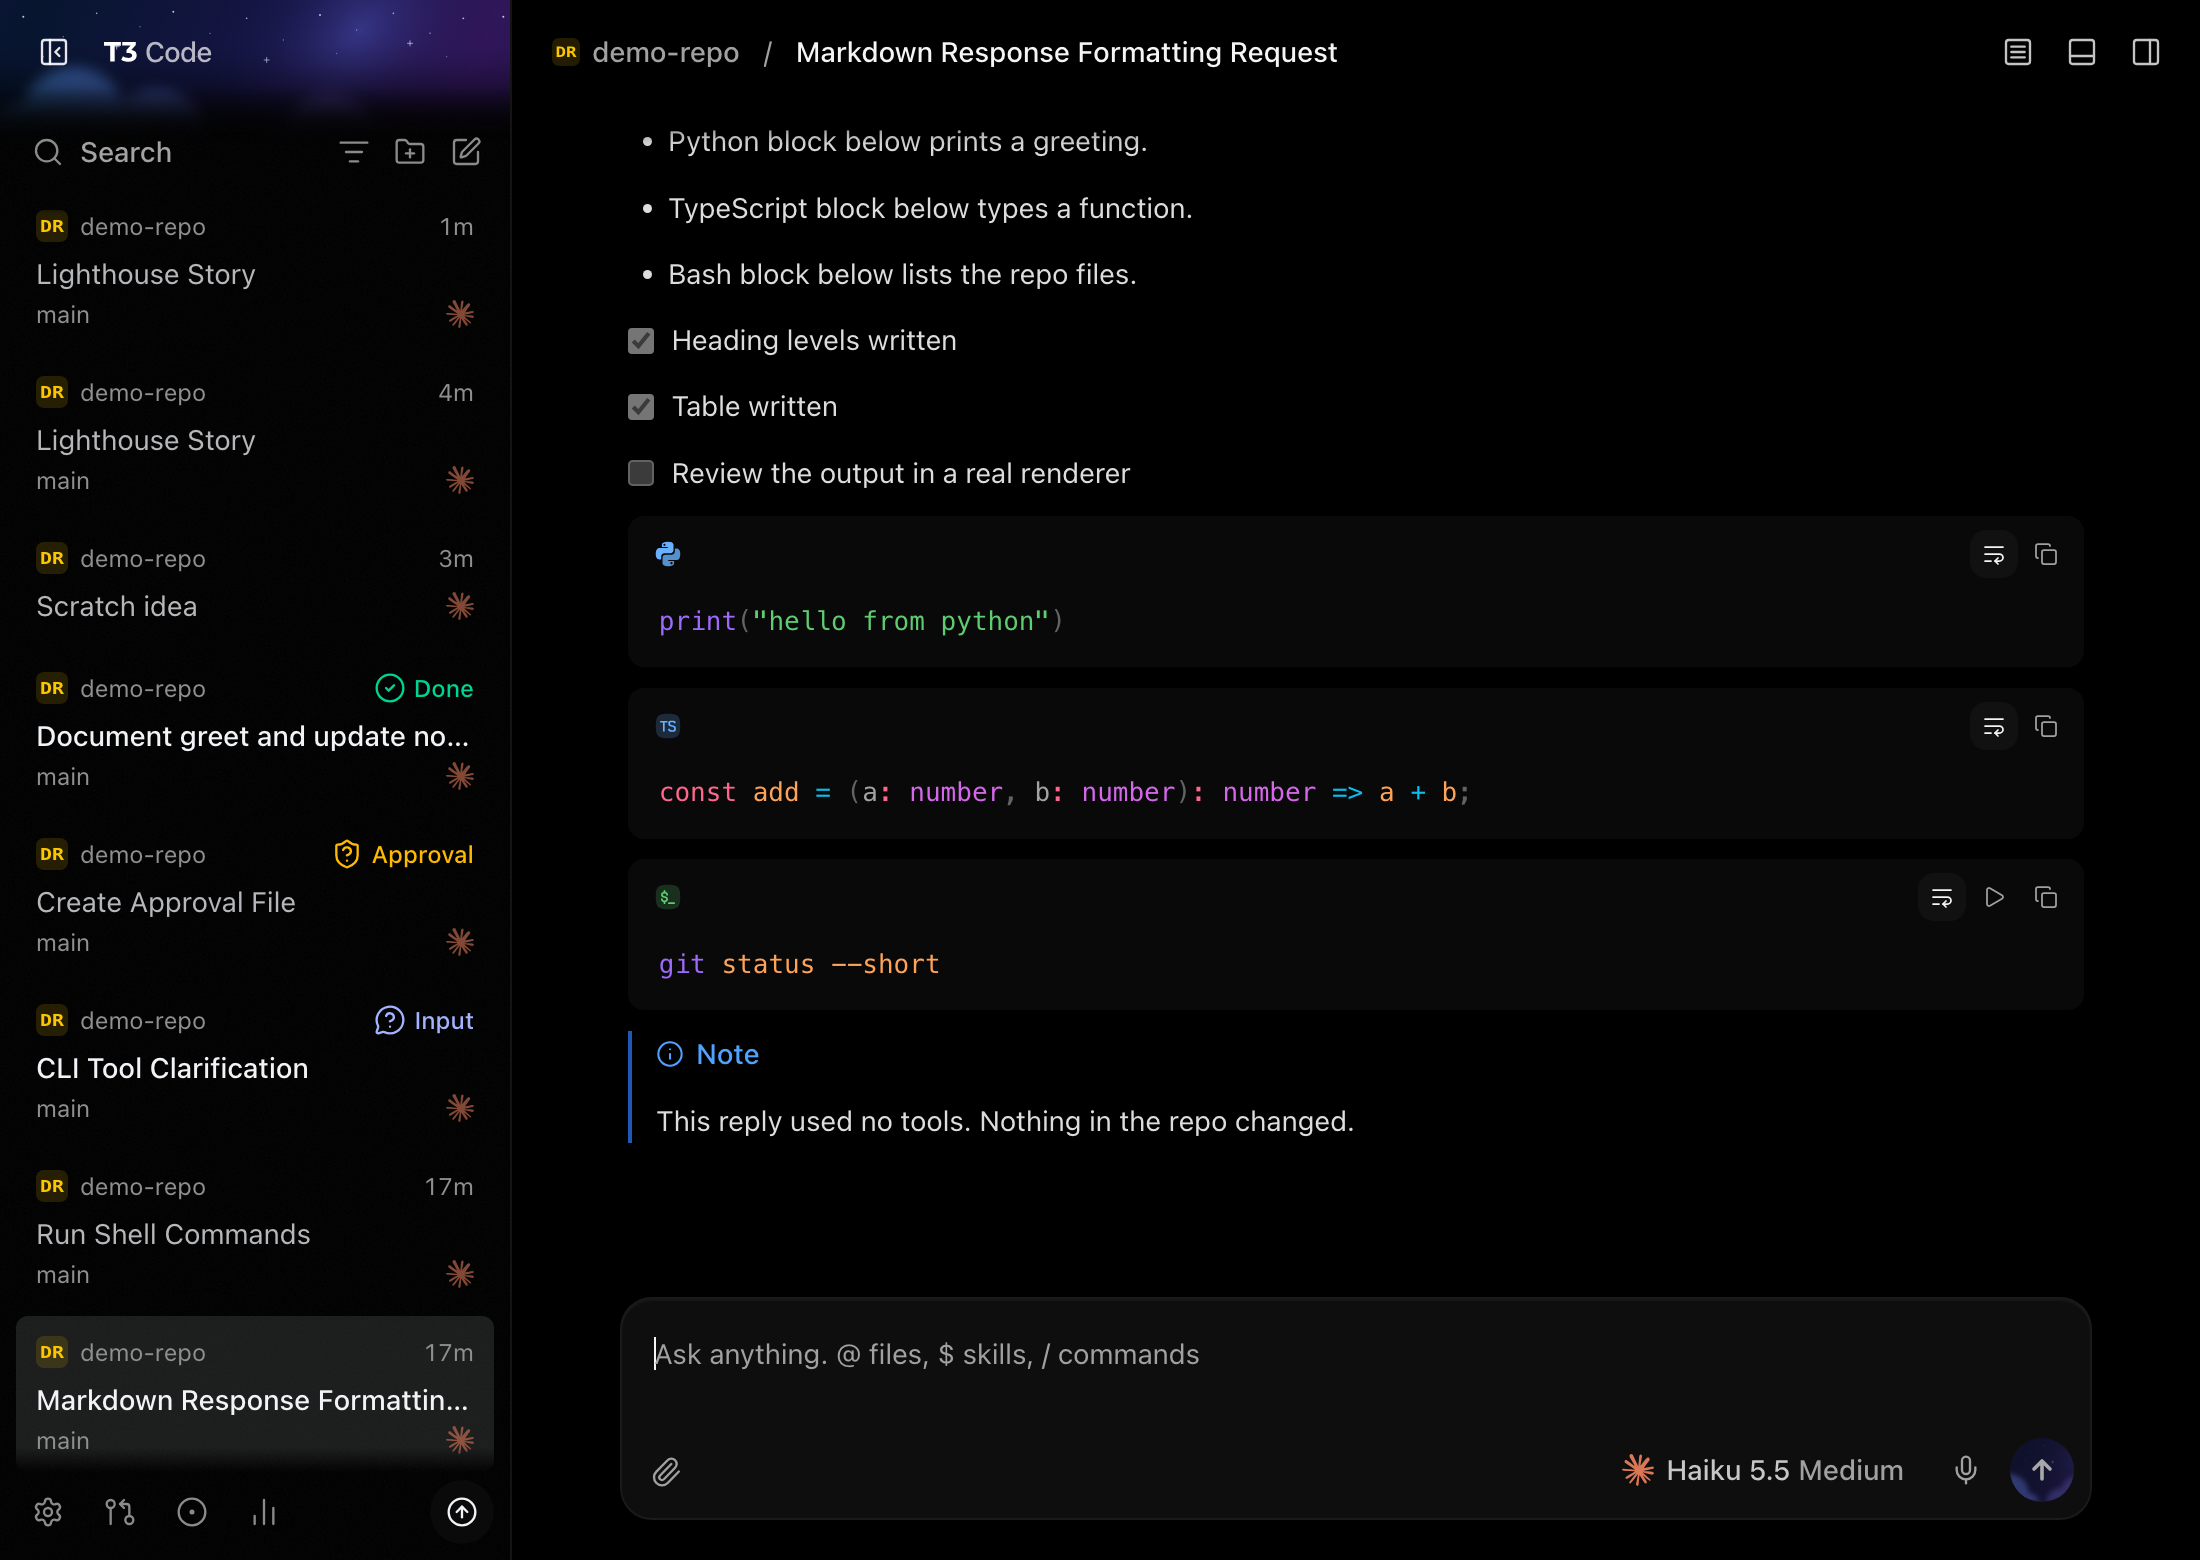 T3 Code
Search
DR demo-repo 1m
Lighthouse Story
main
DR demo-repo 4m
Lighthouse Story
main
DR demo-repo 3m
Scratch idea
DR demo-repo Done
Document greet and update no...
main
DR demo-repo Approval
Create Approval File
main
DR demo-repo Input
CLI Tool Clarification
main
DR demo-repo 17m
Run Shell Commands
main
DR demo-repo 17m
Markdown Response Formattin...
main
DR demo-repo / Markdown Response Formatting Request
• Python block below prints a greeting.
• TypeScript block below types a function.
• Bash block below lists the repo files.
Heading levels written
Table written
Review the output in a real renderer
print("hello from python")
TS
const add = (a: number, b: number): number => a + b;
$_
git status --short
Note
This reply used no tools. Nothing in the repo changed.
Ask anything. @ files, $ skills, / commands
Haiku 5.5 Medium